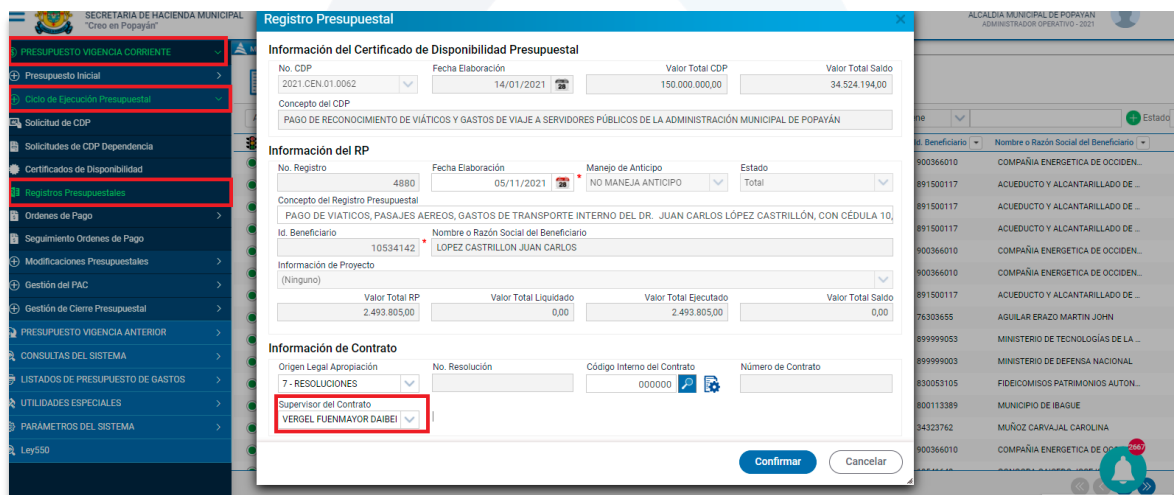 SECRETARIA DE HACIENDA MUNICIPAL
"Creo en Popayán"
ALCALDIA MUNICIPAL DE POPAYAN
ADMINISTRADOR OPERATIVO - 2021
PRESUPUESTO VIGENCIA CORRIENTE
Presupuesto Inicial
Ciclo de Ejecución Presupuestal
Solicitud de CDP
Solicitudes de CDP Dependencia
Certificados de Disponibilidad
Registros Presupuestales
Ordenes de Pago
Seguimiento Ordenes de Pago
Modificaciones Presupuestales
Gestión del PAC
Gestión de Cierre Presupuestal
PRESUPUESTO VIGENCIA ANTERIOR
CONSULTAS DEL SISTEMA
LISTADOS DE PRESUPUESTO DE GASTOS
UTILIDADES ESPECIALES
PARÁMETROS DEL SISTEMA
Ley550
Registro Presupuestal
Información del Certificado de Disponibilidad Presupuestal
No. CDP Fecha Elaboración Valor Total CDP Valor Total Saldo
2021.CEN.01.0062 14/01/2021 150.000.000,00 34.524.194,00
Concepto del CDP
PAGO DE RECONOCIMIENTO DE VIÁTICOS Y GASTOS DE VIAJE A SERVIDORES PÚBLICOS DE LA ADMINISTRACIÓN MUNICIPAL DE POPAYÁN
Información del RP
No. Registro Fecha Elaboración Manejo de Anticipo Estado
4880 05/11/2021 * NO MANEJA ANTICIPO Total
Concepto del Registro Presupuestal
PAGO DE VIATICOS, PASAJES AEREOS, GASTOS DE TRANSPORTE INTERNO DEL DR. JUAN CARLOS LÓPEZ CASTRILLÓN, CON CÉDULA 10,
Id. Beneficiario Nombre o Razón Social del Beneficiario
10534142 * LOPEZ CASTRILLON JUAN CARLOS
Información de Proyecto
(Ninguno)
Valor Total RP Valor Total Liquidado Valor Total Ejecutado Valor Total Saldo
2.493.805,00 0,00 2.493.805,00 0,00
Información de Contrato
Origen Legal Apropiación No. Resolución Código Interno del Contrato Número de Contrato
7 - RESOLUCIONES 000000
Supervisor del Contrato
VERGEL FUENMAYOR DAIBEI
Confirmar Cancelar
Estado
Id. Beneficiario Nombre o Razón Social del Beneficiario
900366010 COMPAÑIA ENERGETICA DE OCCIDEN...
891500117 ACUEDUCTO Y ALCANTARILLADO DE ...
891500117 ACUEDUCTO Y ALCANTARILLADO DE ...
891500117 ACUEDUCTO Y ALCANTARILLADO DE ...
900366010 COMPAÑIA ENERGETICA DE OCCIDEN...
900366010 COMPAÑIA ENERGETICA DE OCCIDEN...
891500117 ACUEDUCTO Y ALCANTARILLADO DE ...
76303655 AGUILAR ERAZO MARTIN JOHN
899999053 MINISTERIO DE TECNOLOGÍAS DE LA ...
899999003 MINISTERIO DE DEFENSA NACIONAL
830053105 FIDEICOMISOS PATRIMONIOS AUTON...
800113389 MUNICIPIO DE IBAGUE
34323762 MUÑOZ CARVAJAL CAROLINA
900366010 COMPAÑIA ENERGETICA DE
2667